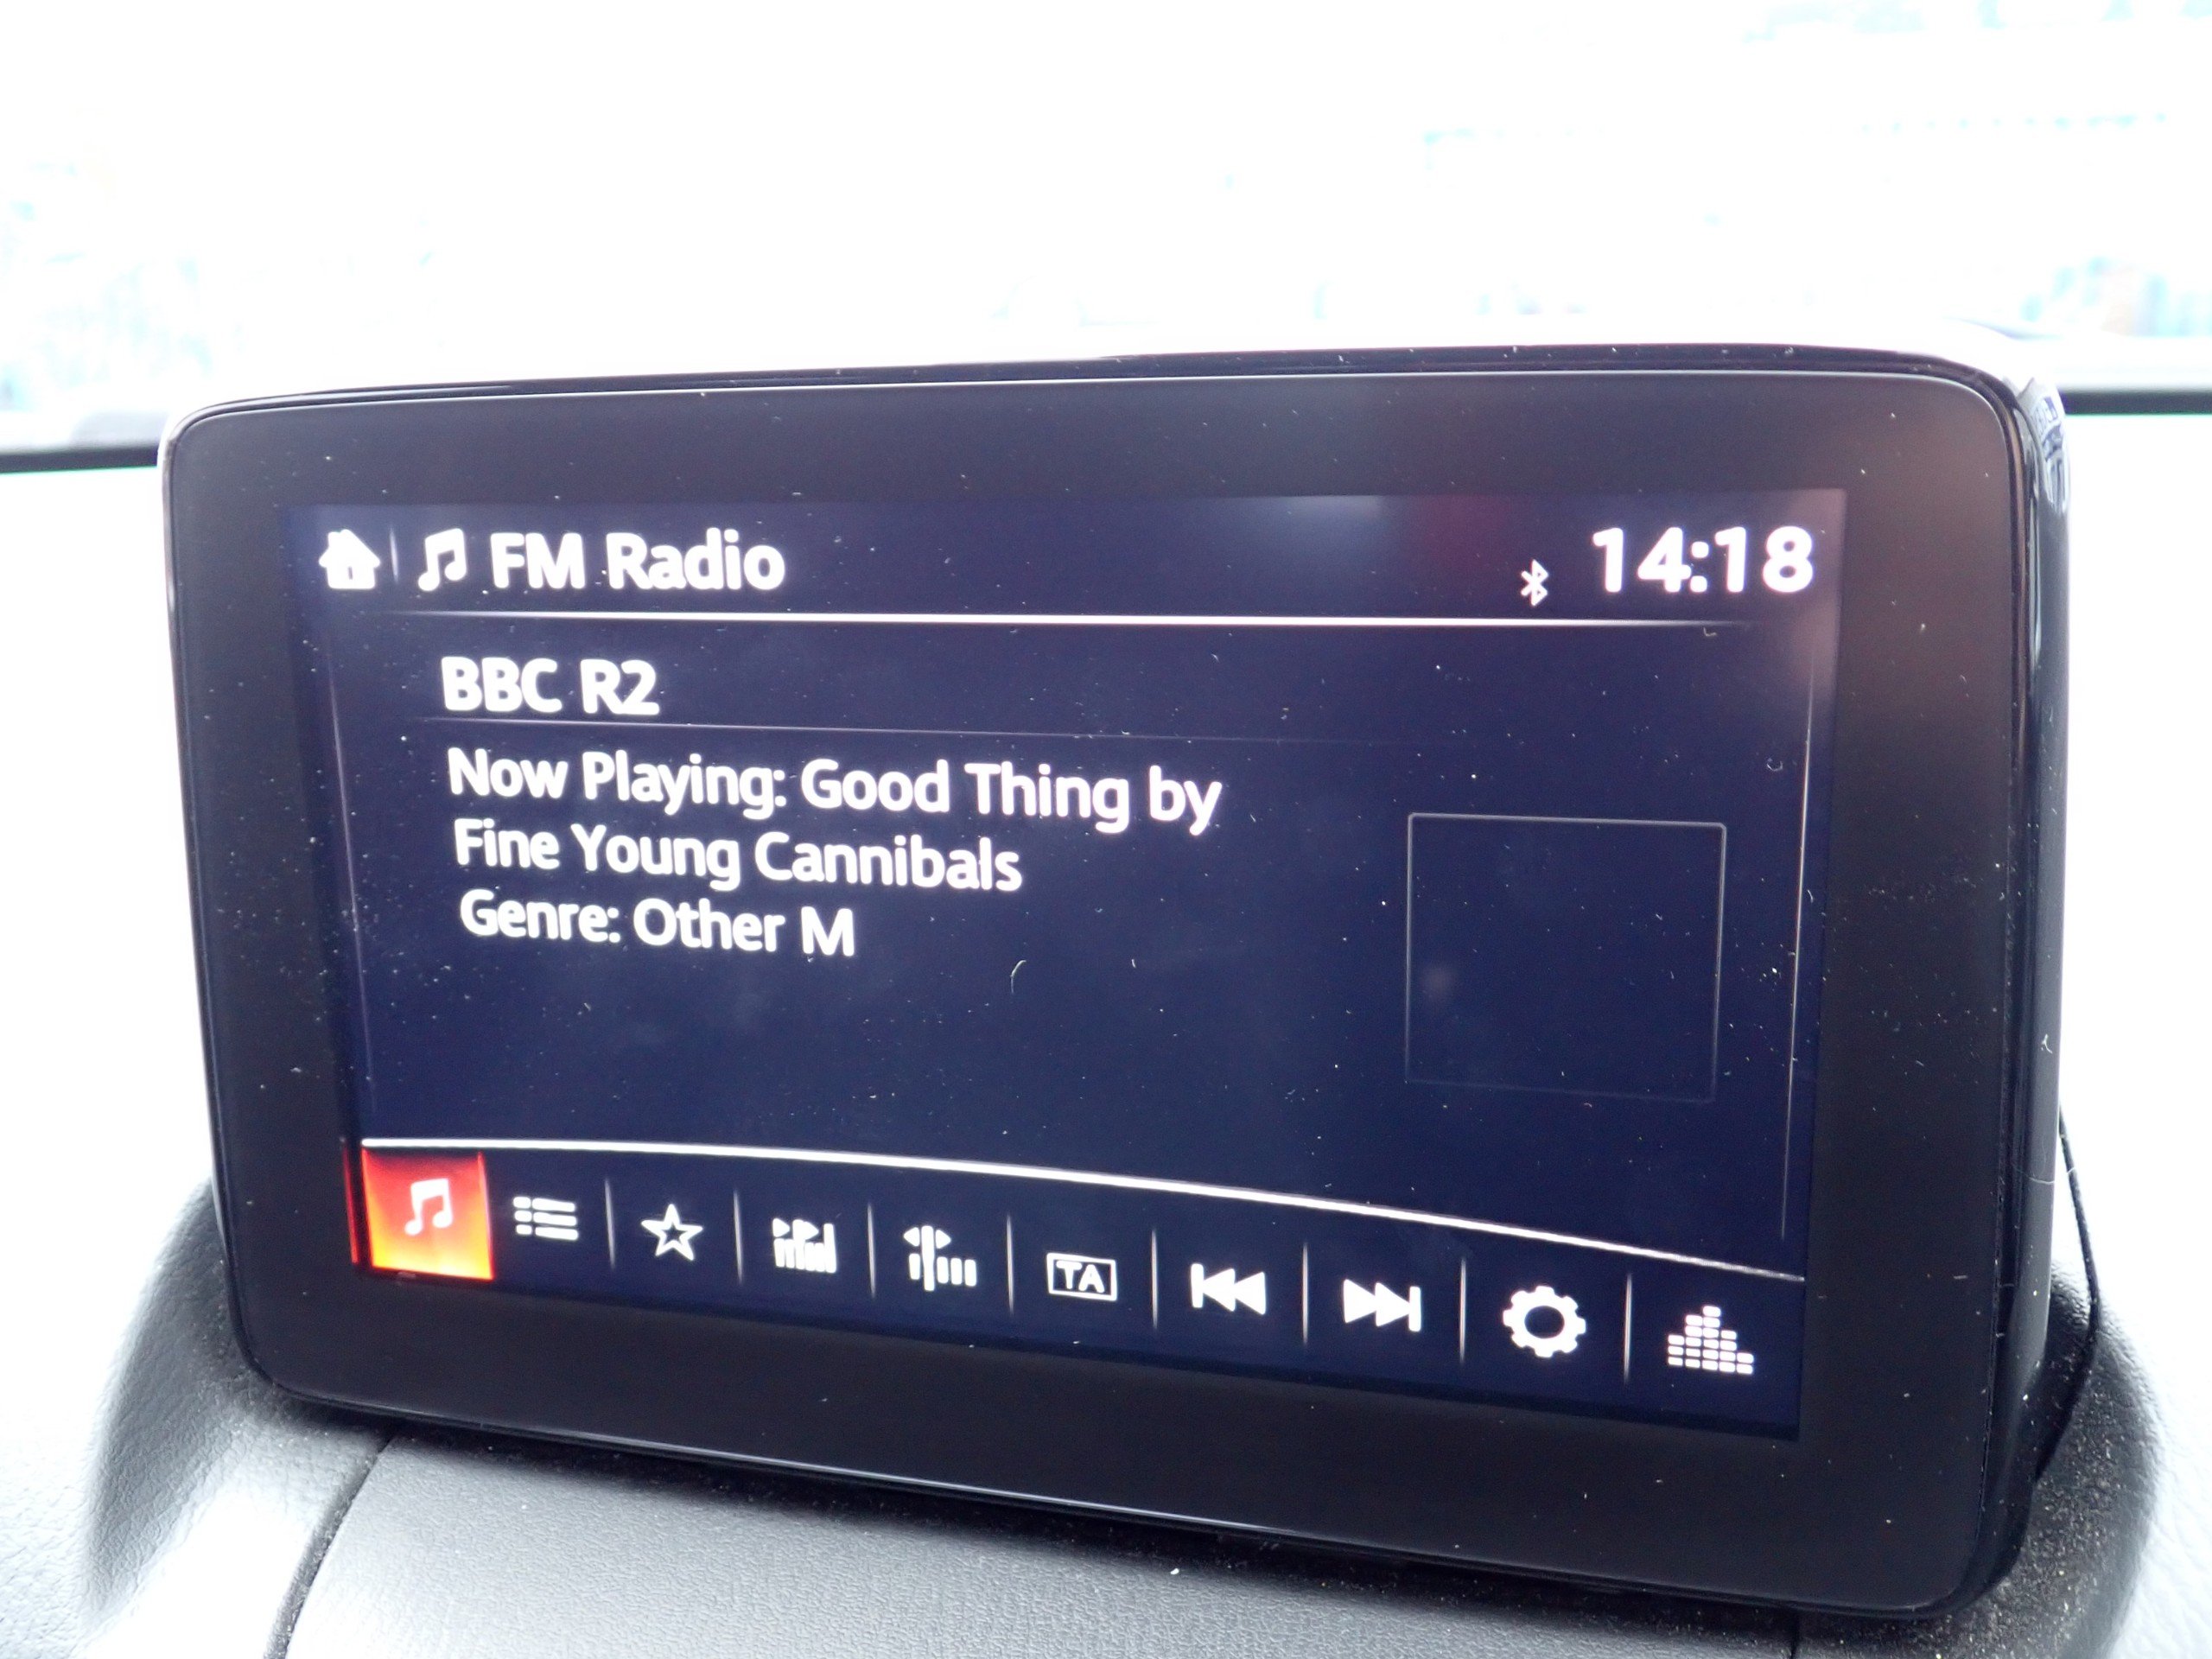 FM Radio
14:18
BBC R2
Now Playing: Good Thing by
Fine Young Cannibals
Genre: Other M
TA